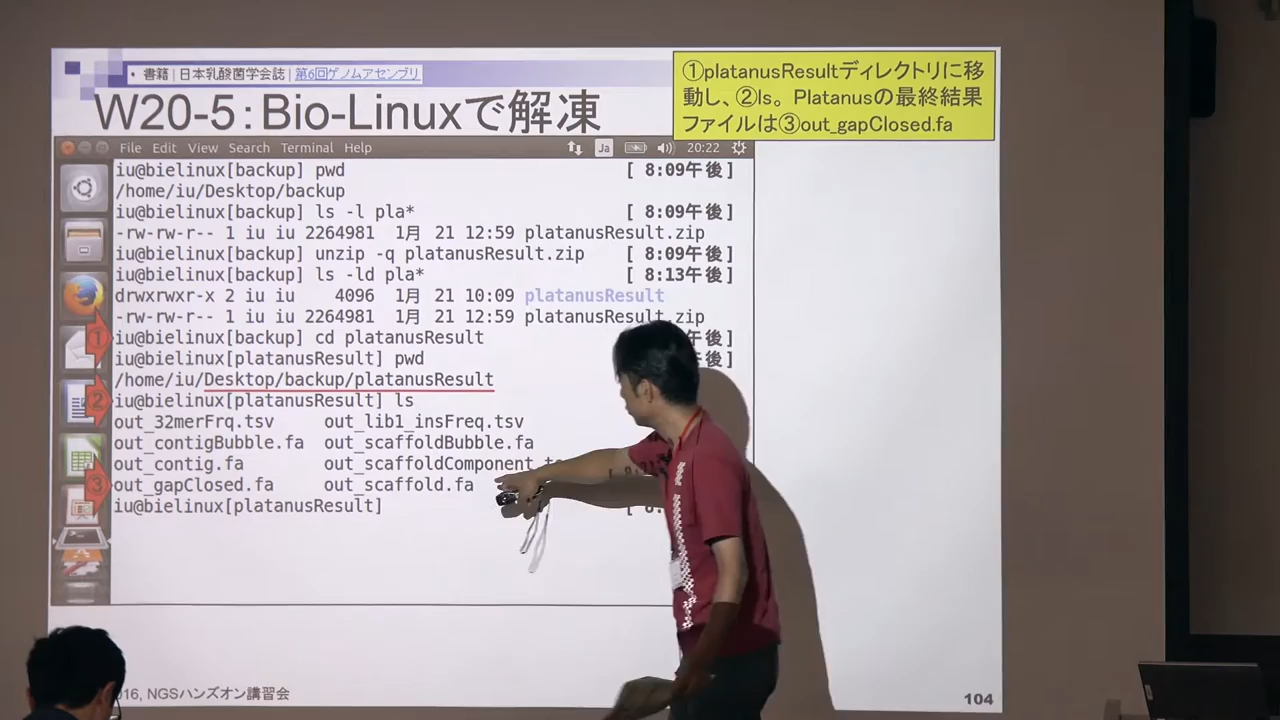 • 書籍 | 日本乳酸菌学会誌 | 第6回ゲノムアセンブリ
W20-5：Bio-Linuxで解凍
①platanusResultディレクトリに移
動し、②ls。Platanusの最終結果
ファイルは③out_gapClosed.fa
File Edit View Search Terminal Help Ja 20:22
iu@bielinux[backup] pwd [ 8:09午後]
/home/iu/Desktop/backup
iu@bielinux[backup] ls -l pla* [ 8:09午後]
-rw-rw-r-- 1 iu iu 2264981 1月 21 12:59 platanusResult.zip
iu@bielinux[backup] unzip -q platanusResult.zip [ 8:09午後]
iu@bielinux[backup] ls -ld pla* [ 8:13午後]
drwxrwxr-x 2 iu iu 4096 1月 21 10:09 platanusResult
-rw-rw-r-- 1 iu iu 2264981 1月 21 12:59 platanusResult.zip
① iu@bielinux[backup] cd platanusResult 午後]
iu@bielinux[platanusResult] pwd 後]
/home/iu/Desktop/backup/platanusResult
② iu@bielinux[platanusResult] ls
out_32merFrq.tsv out_lib1_insFreq.tsv
out_contigBubble.fa out_scaffoldBubble.fa
out_contig.fa out_scaffoldComponent
③ out_gapClosed.fa out_scaffold.fa
iu@bielinux[platanusResult] [ 8:
16, NGSハンズオン講習会
104